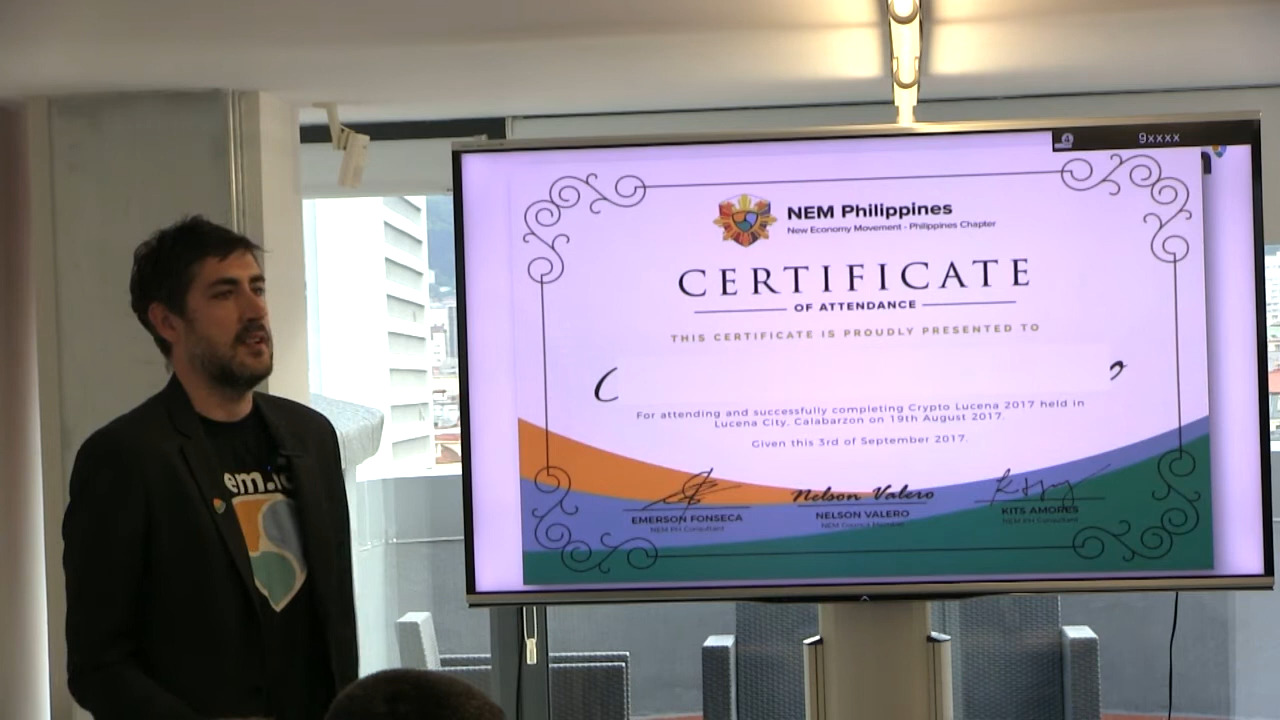 9xxxx
NEM Philippines
New Economy Movement - Philippines Chapter
CERTIFICATE
OF ATTENDANCE
THIS CERTIFICATE IS PROUDLY PRESENTED TO
For attending and successfully completing Crypto Lucena 2017 held in
Lucena City, Calabarzon on 19th August 2017.
Given this 3rd of September 2017.
Nelson Valero
EMERSON FONSECA
NELSON VALERO
KITS AMORES
NEM PH Consultant
NEM Council Member
NEM PH Consultant
em.i